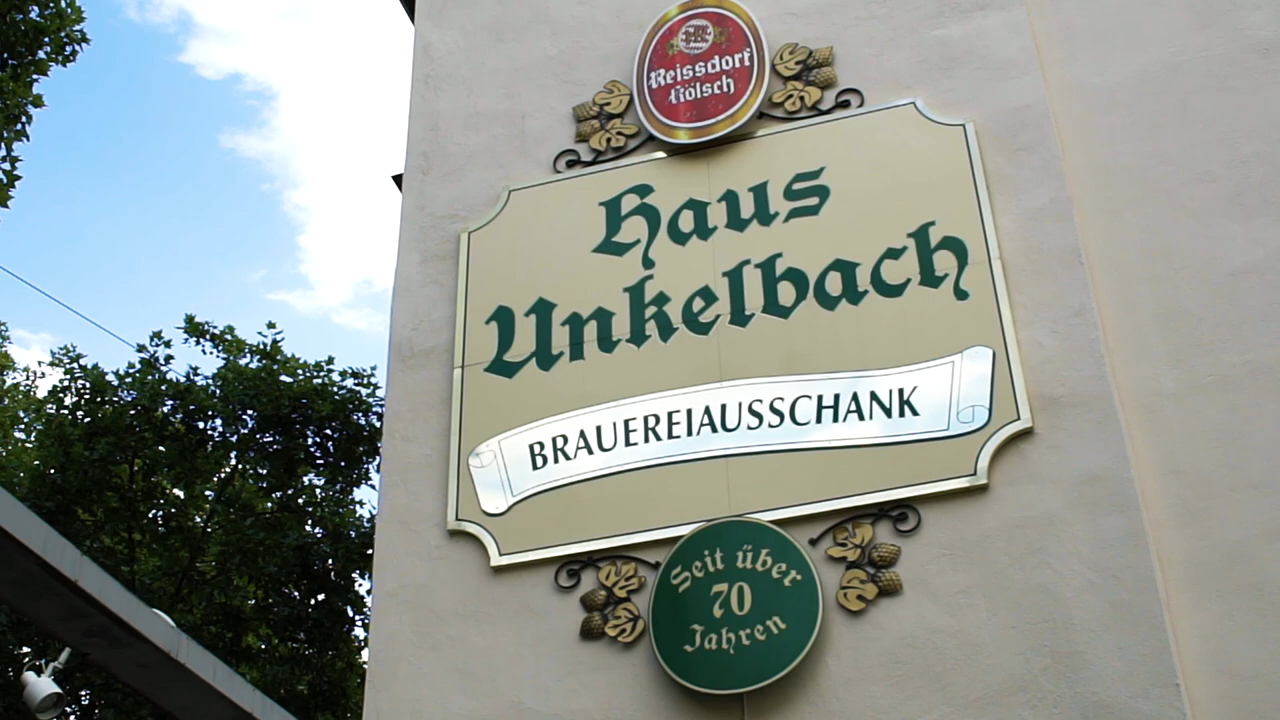 Reissdorf
Kölsch
Haus
Unkelbach
BRAUEREIAUSSCHANK
Seit über
70
Jahren